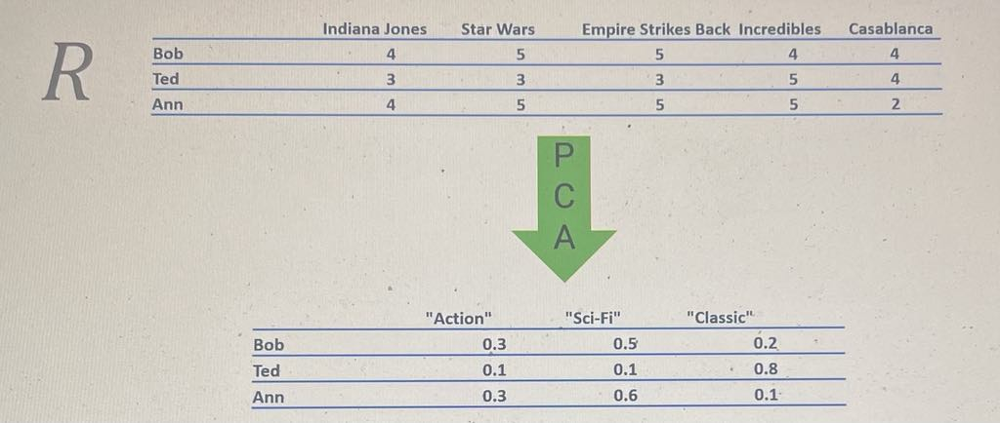 R
Indiana Jones Star Wars Empire Strikes Back Incredibles Casablanca
Bob 4 5 5 4 4
Ted 3 3 3 5 4
Ann 4 5 5 5 2
P
C
A
"Action" "Sci-Fi" "Classic"
Bob 0.3 0.5 0.2
Ted 0.1 0.1 0.8
Ann 0.3 0.6 0.1